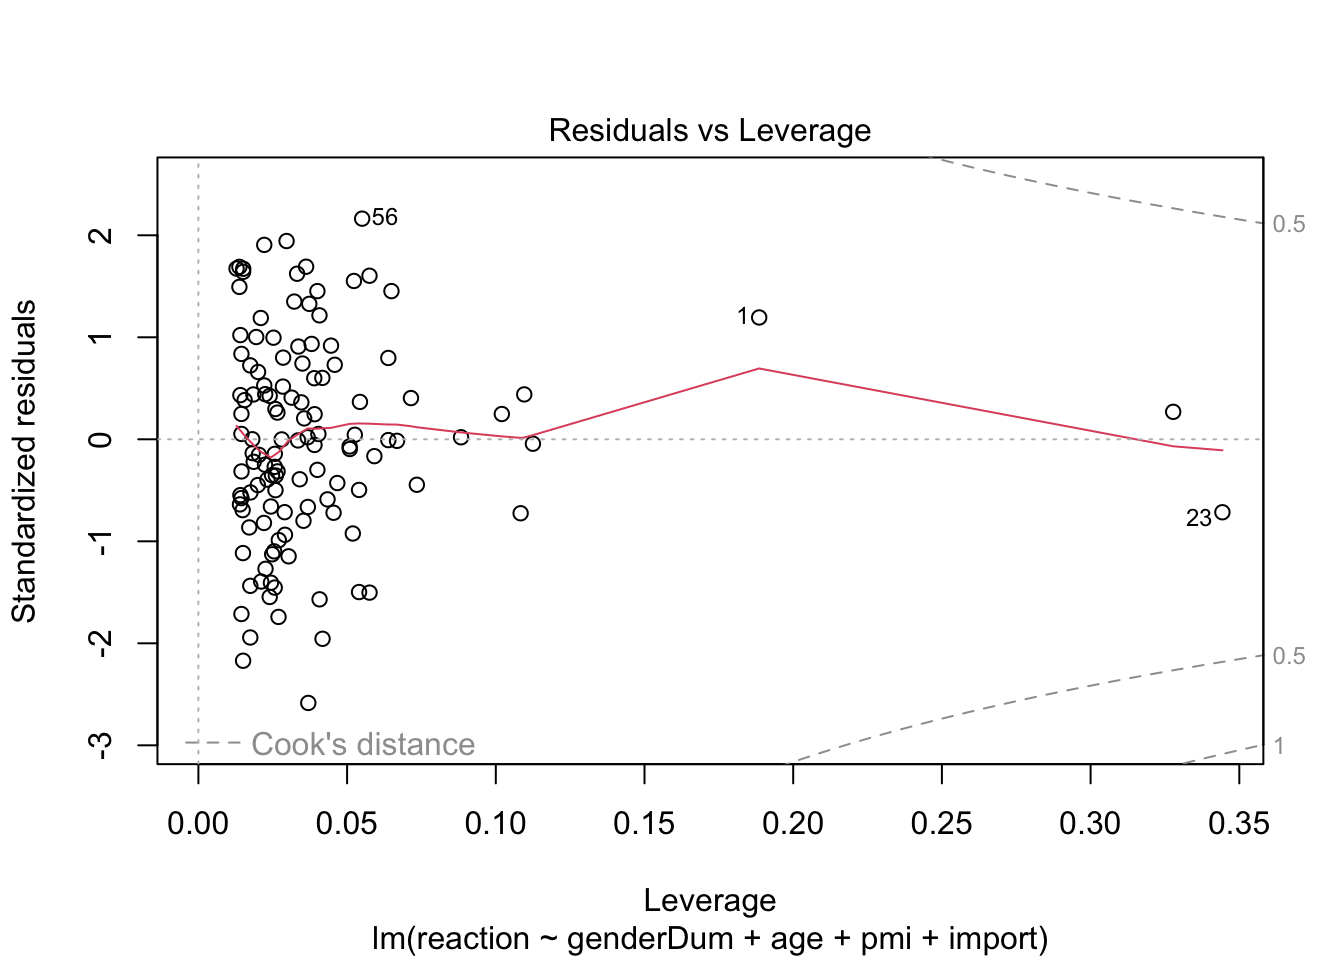 Residuals vs Leverage
Standardized residuals
2
1
0
-1
-2
-3
56
1
23
0.5
0.5
1
Cook's distance
0.00 0.05 0.10 0.15 0.20 0.25 0.30 0.35
Leverage
lm(reaction ~ genderDum + age + pmi + import)